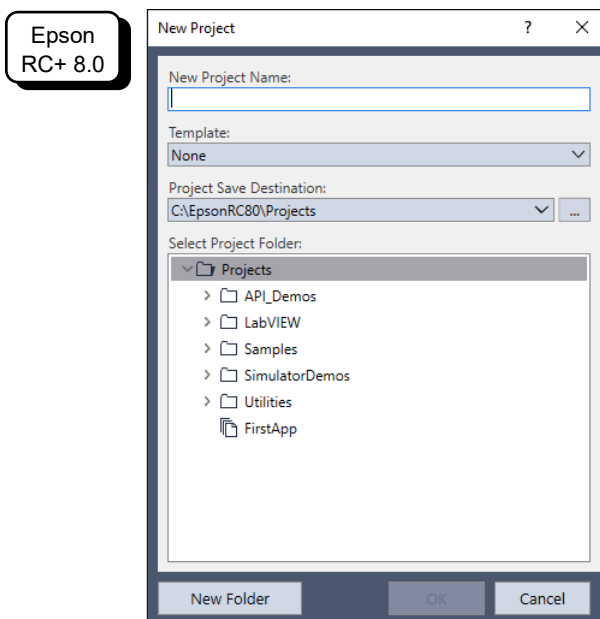 Epson
RC+ 8.0
New Project
?
New Project Name:
Template:
None
Project Save Destination:
C:\EpsonRC80\Projects
...
Select Project Folder:
Projects
API_Demos
LabVIEW
Samples
SimulatorDemos
Utilities
FirstApp
New Folder
OK
Cancel